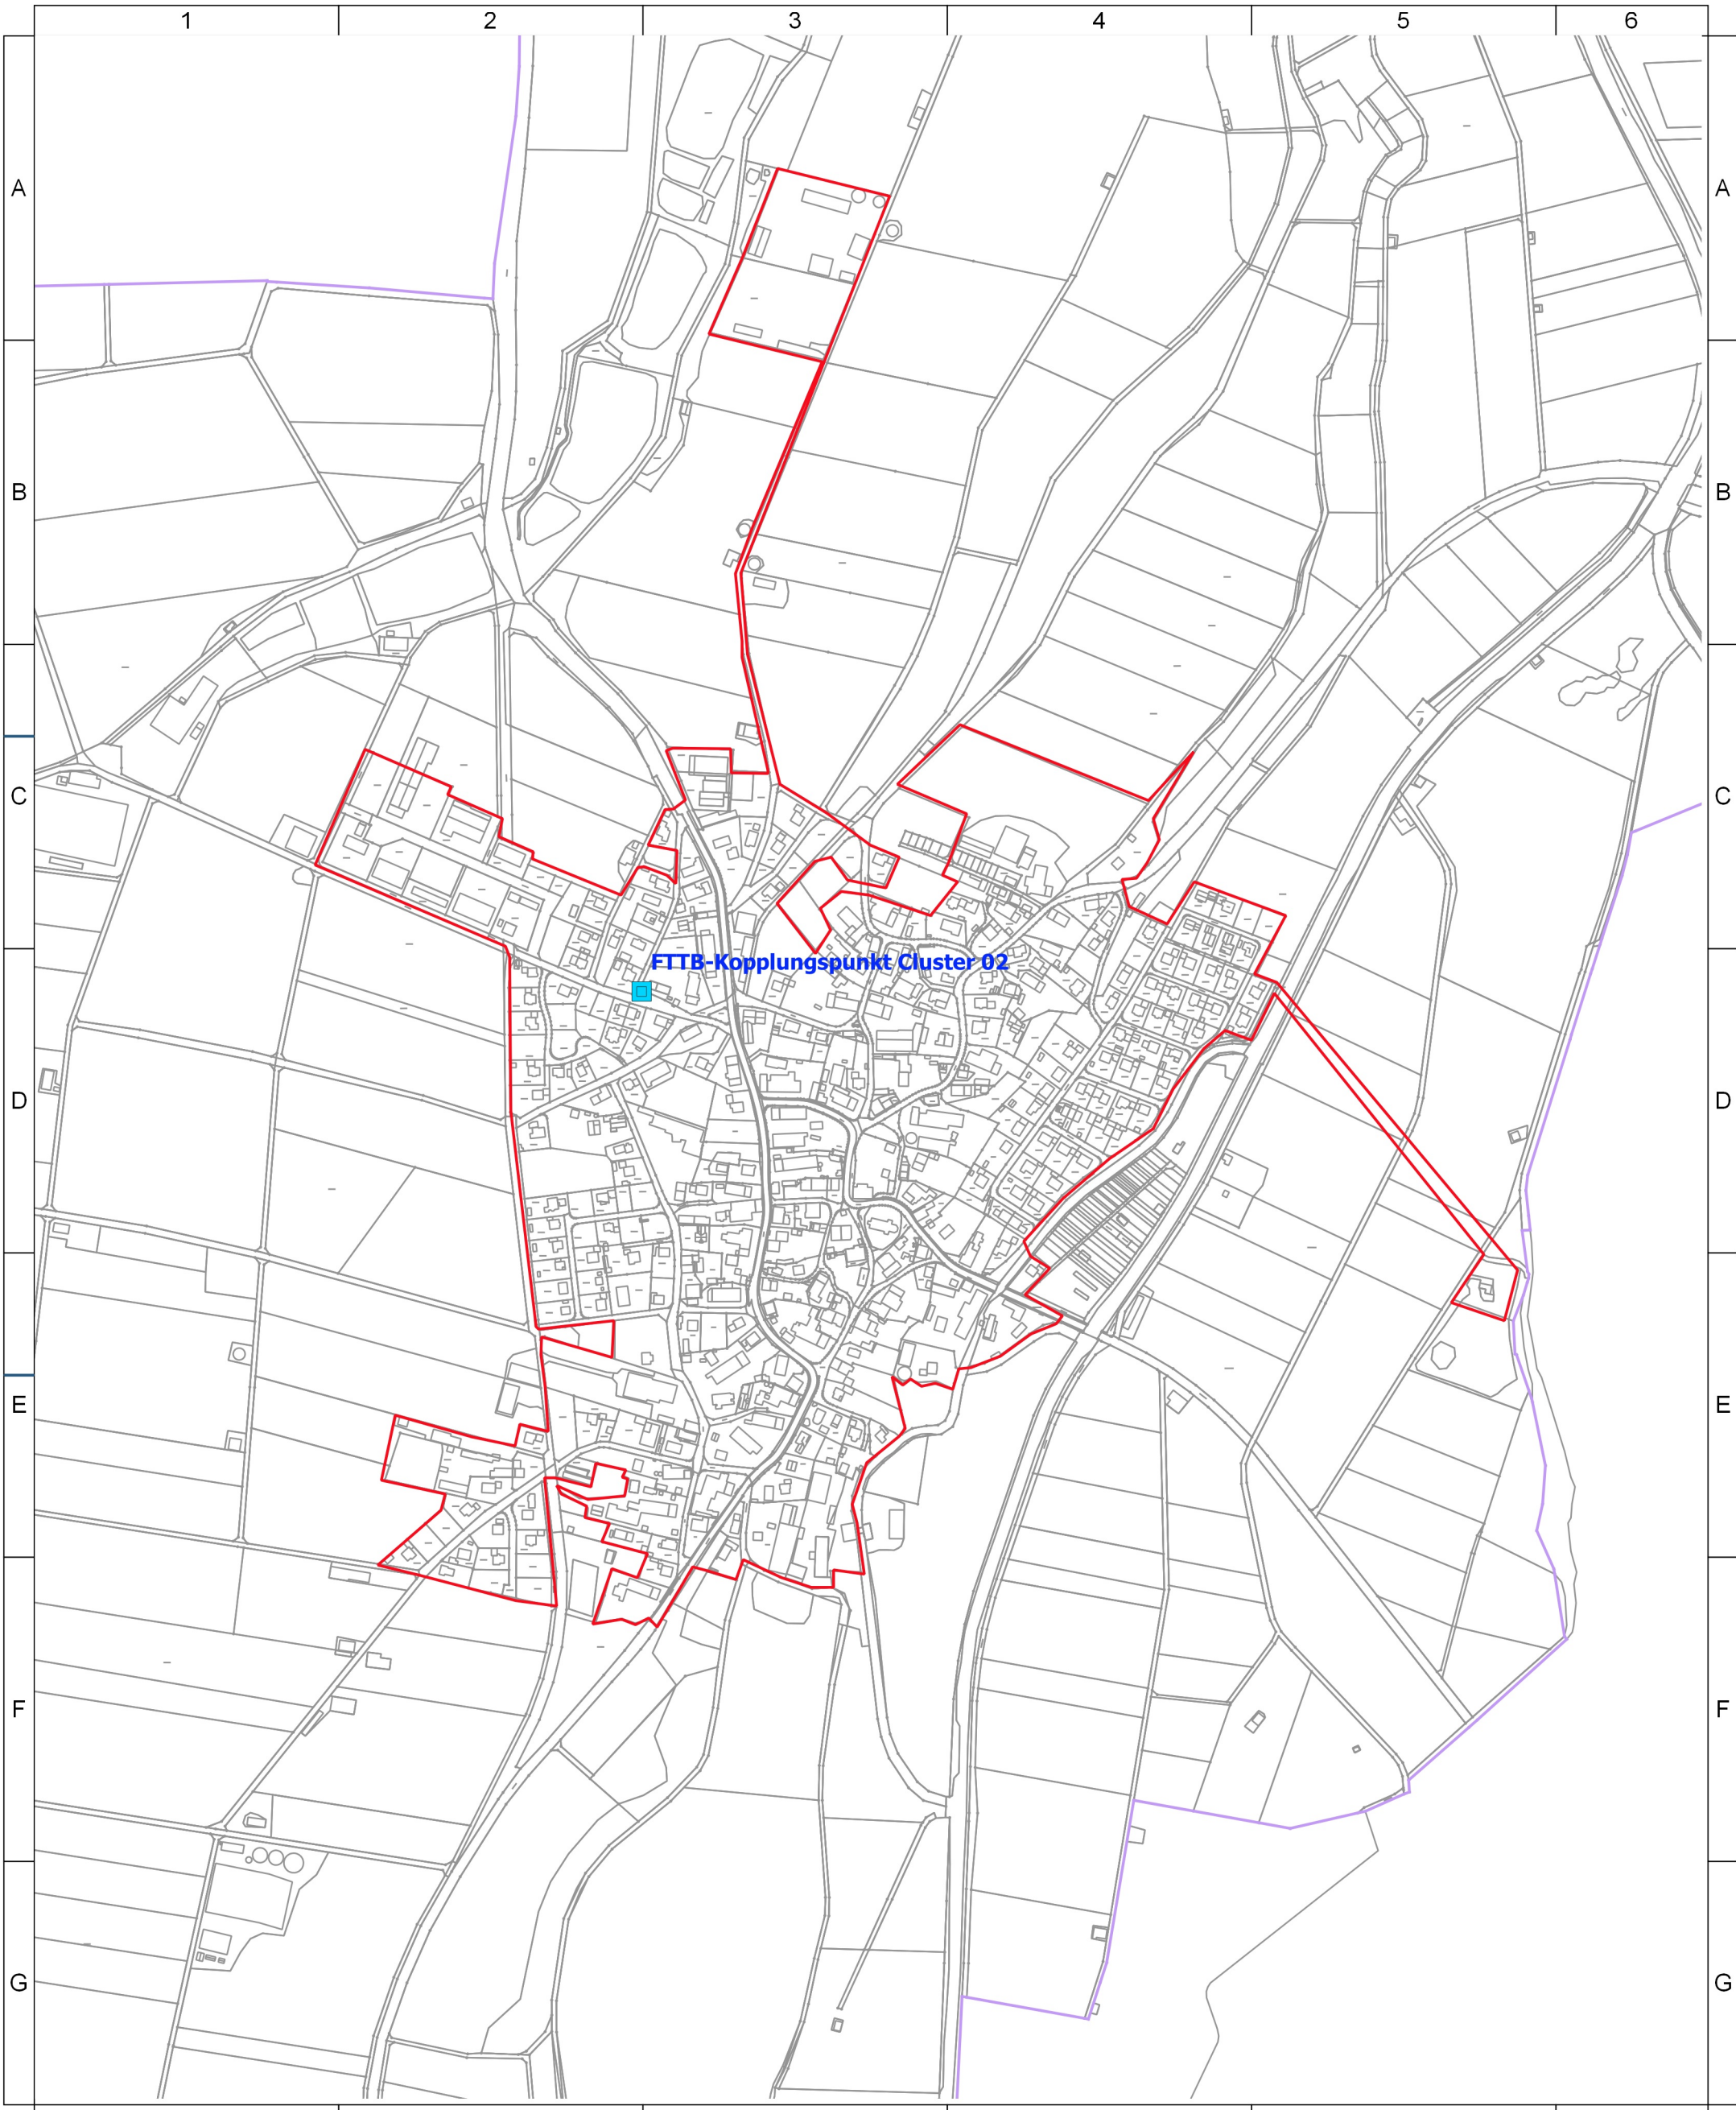 1 2 3 4 5 6
A A
B B
C C
FTTB-Kopplungspunkt Cluster 02
D D
E E
F F
G G